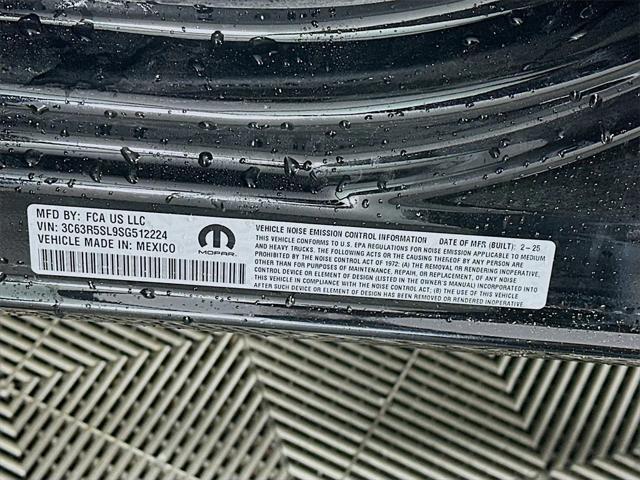 MFD BY: FCA US LLC
VIN: 3C63R5SL9SG512224
VEHICLE MADE IN: MEXICO
MOPAR
VEHICLE NOISE EMISSION CONTROL INFORMATION DATE OF MFR (BUILT): 2-25
THIS VEHICLE CONFORMS TO U.S. EPA REGULATIONS FOR NOISE EMISSION APPLICABLE TO MEDIUM
AND HEAVY TRUCKS. THE FOLLOWING ACTS OR THE CAUSING THEREOF BY ANY PERSON ARE
PROHIBITED BY THE NOISE CONTROL ACT OF 1972: (A) THE REMOVAL OR RENDERING INOPERATIVE,
OTHER THAN FOR PURPOSES OF MAINTENANCE, REPAIR, OR REPLACEMENT, OF ANY NOISE
CONTROL DEVICE OR ELEMENT OF DESIGN (LISTED IN THE OWNER'S MANUAL) INCORPORATED INTO
THIS VEHICLE IN COMPLIANCE WITH THE NOISE CONTROL ACT; (B) THE USE OF THIS VEHICLE
AFTER SUCH DEVICE OR ELEMENT OF DESIGN HAS BEEN REMOVED OR RENDERED INOPERATIVE